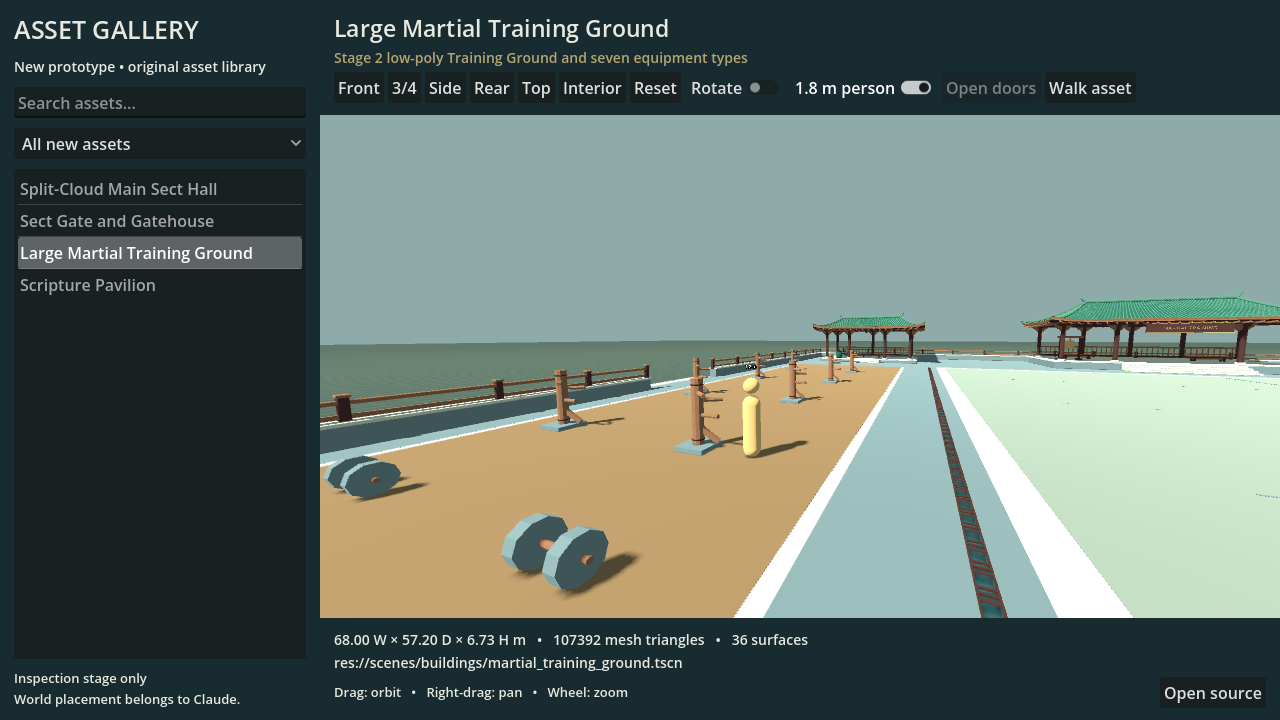 ASSET GALLERY
New prototype • original asset library
Search assets...
All new assets
Split-Cloud Main Sect Hall
Sect Gate and Gatehouse
Large Martial Training Ground
Scripture Pavilion
Inspection stage only
World placement belongs to Claude.
Large Martial Training Ground
Stage 2 low-poly Training Ground and seven equipment types
Front 3/4 Side Rear Top Interior Reset Rotate 1.8 m person Open doors Walk asset
MARTIAL TRAINING
68.00 W × 57.20 D × 6.73 H m • 107392 mesh triangles • 36 surfaces
res://scenes/buildings/martial_training_ground.tscn
Drag: orbit • Right-drag: pan • Wheel: zoom
Open source